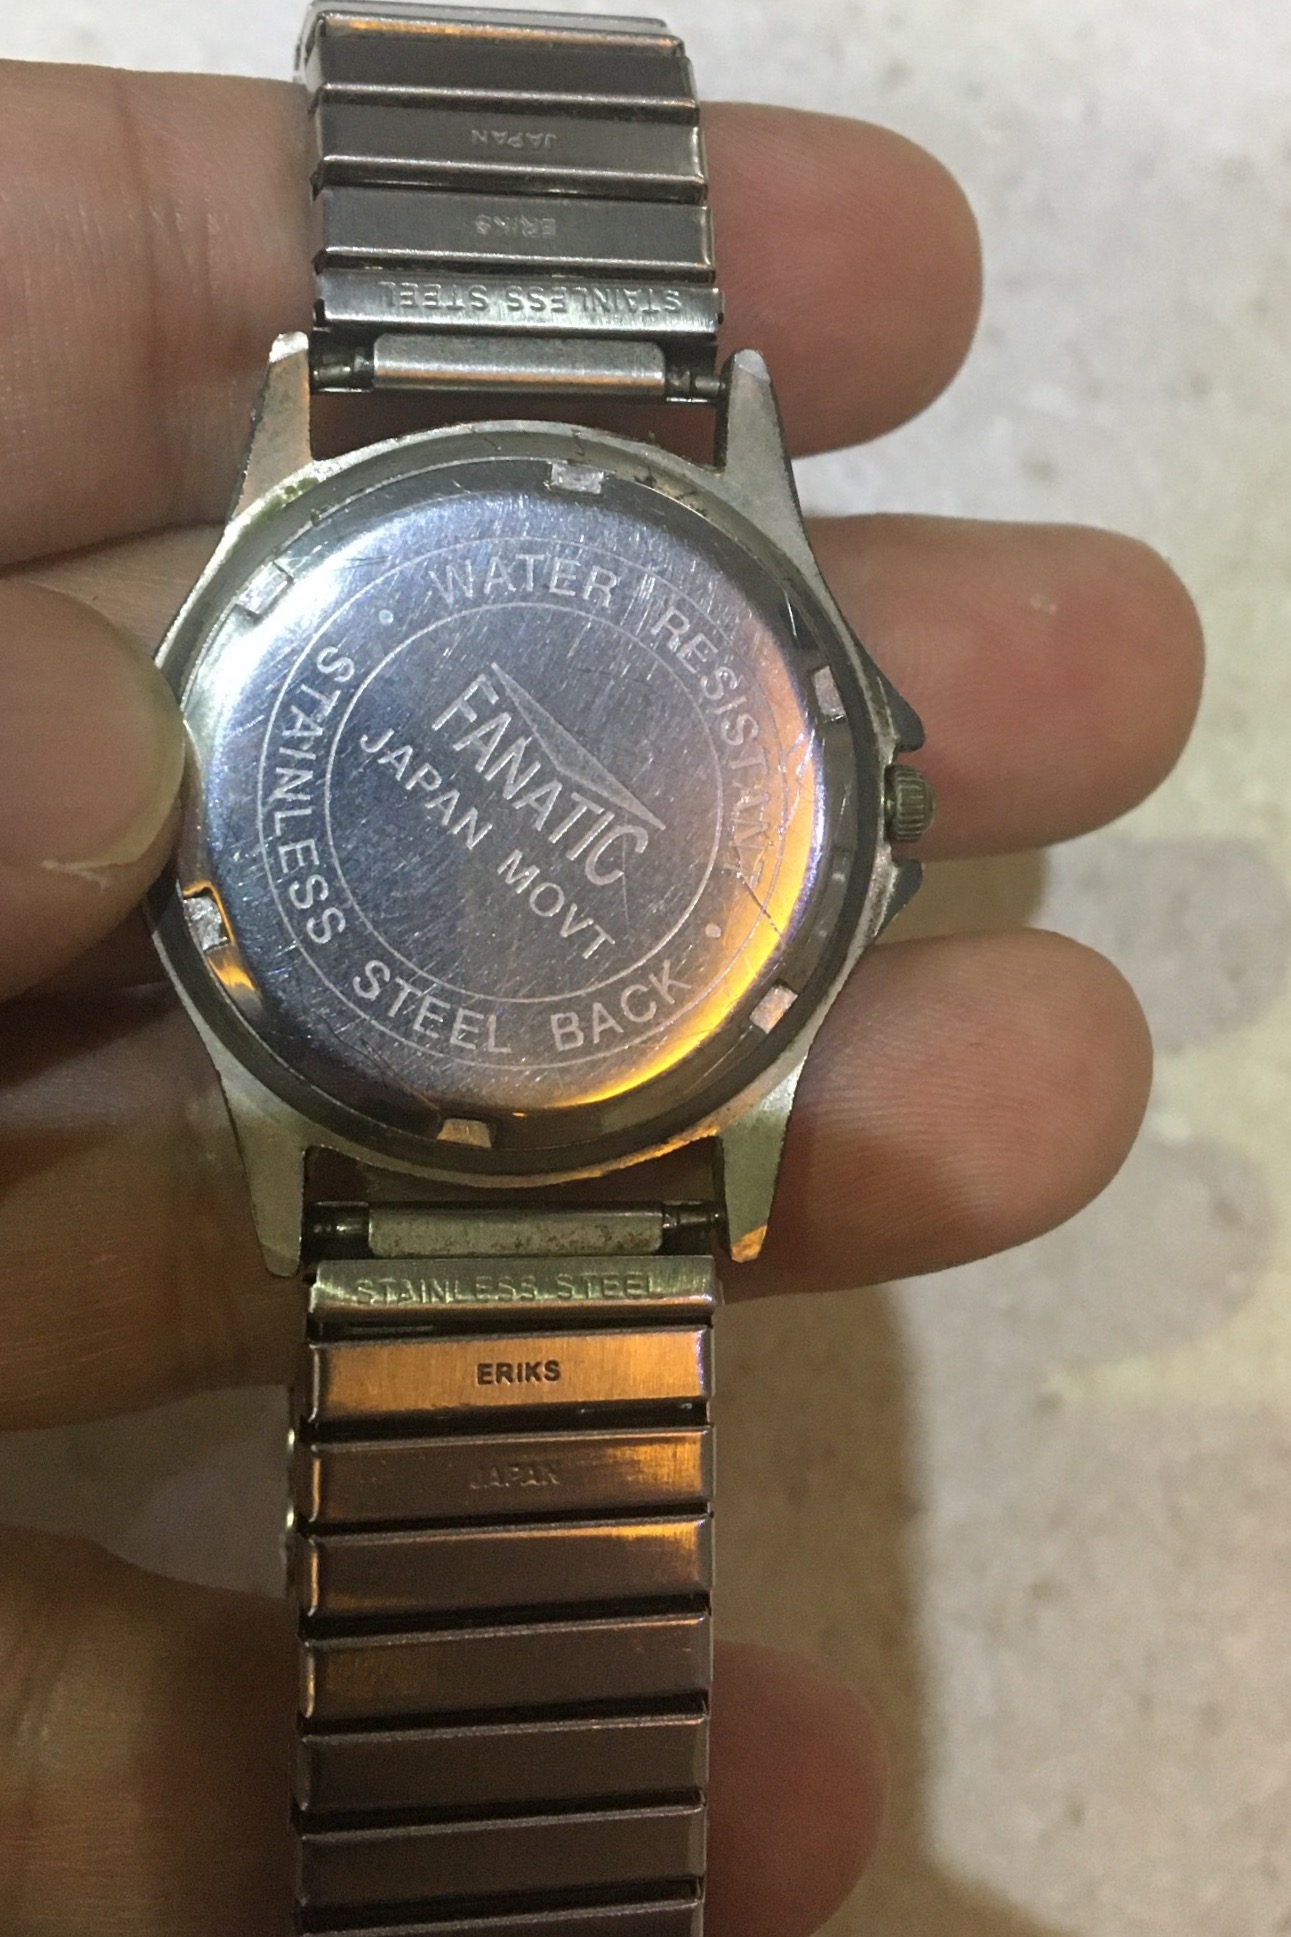 JAPAN
ERIKS
STAINLESS STEEL
• WATER RESISTANT •
FANATIC
JAPAN MOVT
STAINLESS STEEL BACK
STAINLESS STEEL
ERIKS
JAPAN